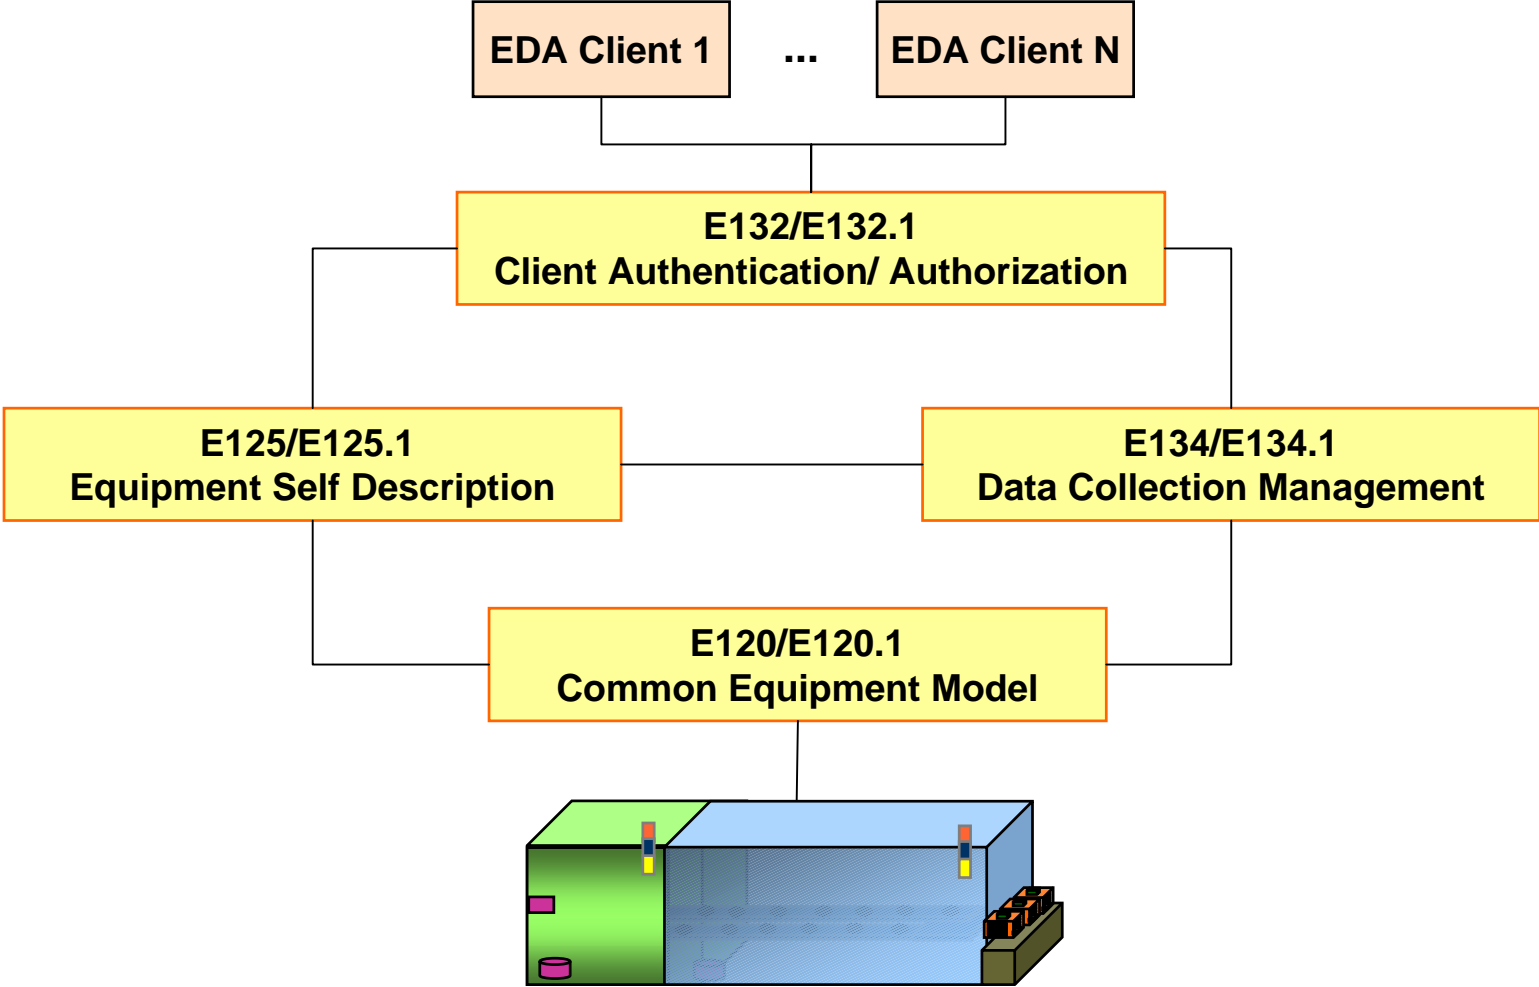 EDA Client 1
...
EDA Client N
E132/E132.1
Client Authentication/ Authorization
E125/E125.1
Equipment Self Description
E134/E134.1
Data Collection Management
E120/E120.1
Common Equipment Model